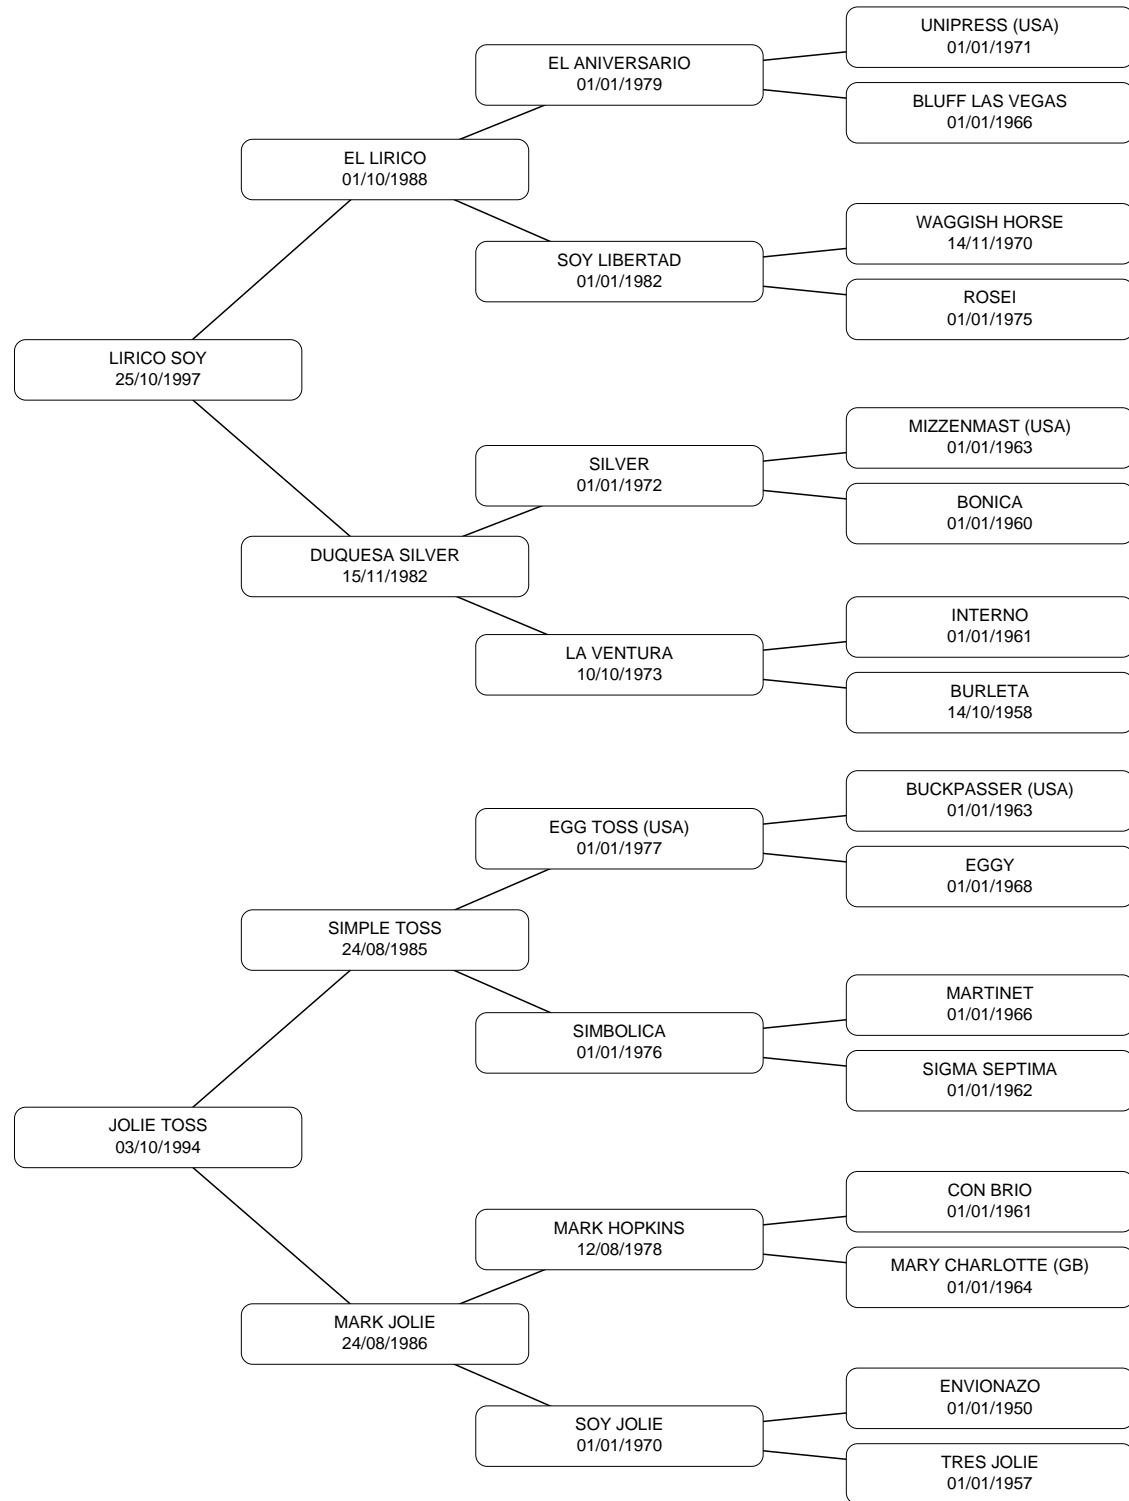 UNIPRESS (USA)
01/01/1971
EL ANIVERSARIO
01/01/1979
BLUFF LAS VEGAS
01/01/1966
EL LIRICO
01/10/1988
WAGGISH HORSE
14/11/1970
SOY LIBERTAD
01/01/1982
ROSEI
01/01/1975
LIRICO SOY
25/10/1997
MIZZENMAST (USA)
01/01/1963
SILVER
01/01/1972
BONICA
01/01/1960
DUQUESA SILVER
15/11/1982
INTERNO
01/01/1961
LA VENTURA
10/10/1973
BURLETA
14/10/1958
BUCKPASSER (USA)
01/01/1963
EGG TOSS (USA)
01/01/1977
EGGY
01/01/1968
SIMPLE TOSS
24/08/1985
MARTINET
01/01/1966
SIMBOLICA
01/01/1976
SIGMA SEPTIMA
01/01/1962
JOLIE TOSS
03/10/1994
CON BRIO
01/01/1961
MARK HOPKINS
12/08/1978
MARY CHARLOTTE (GB)
01/01/1964
MARK JOLIE
24/08/1986
ENVIONAZO
01/01/1950
SOY JOLIE
01/01/1970
TRES JOLIE
01/01/1957